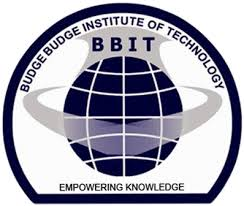 BUDGE BUDGE INSTITUTE OF TECHNOLOGY
BBIT
EMPOWERING KNOWLEDGE